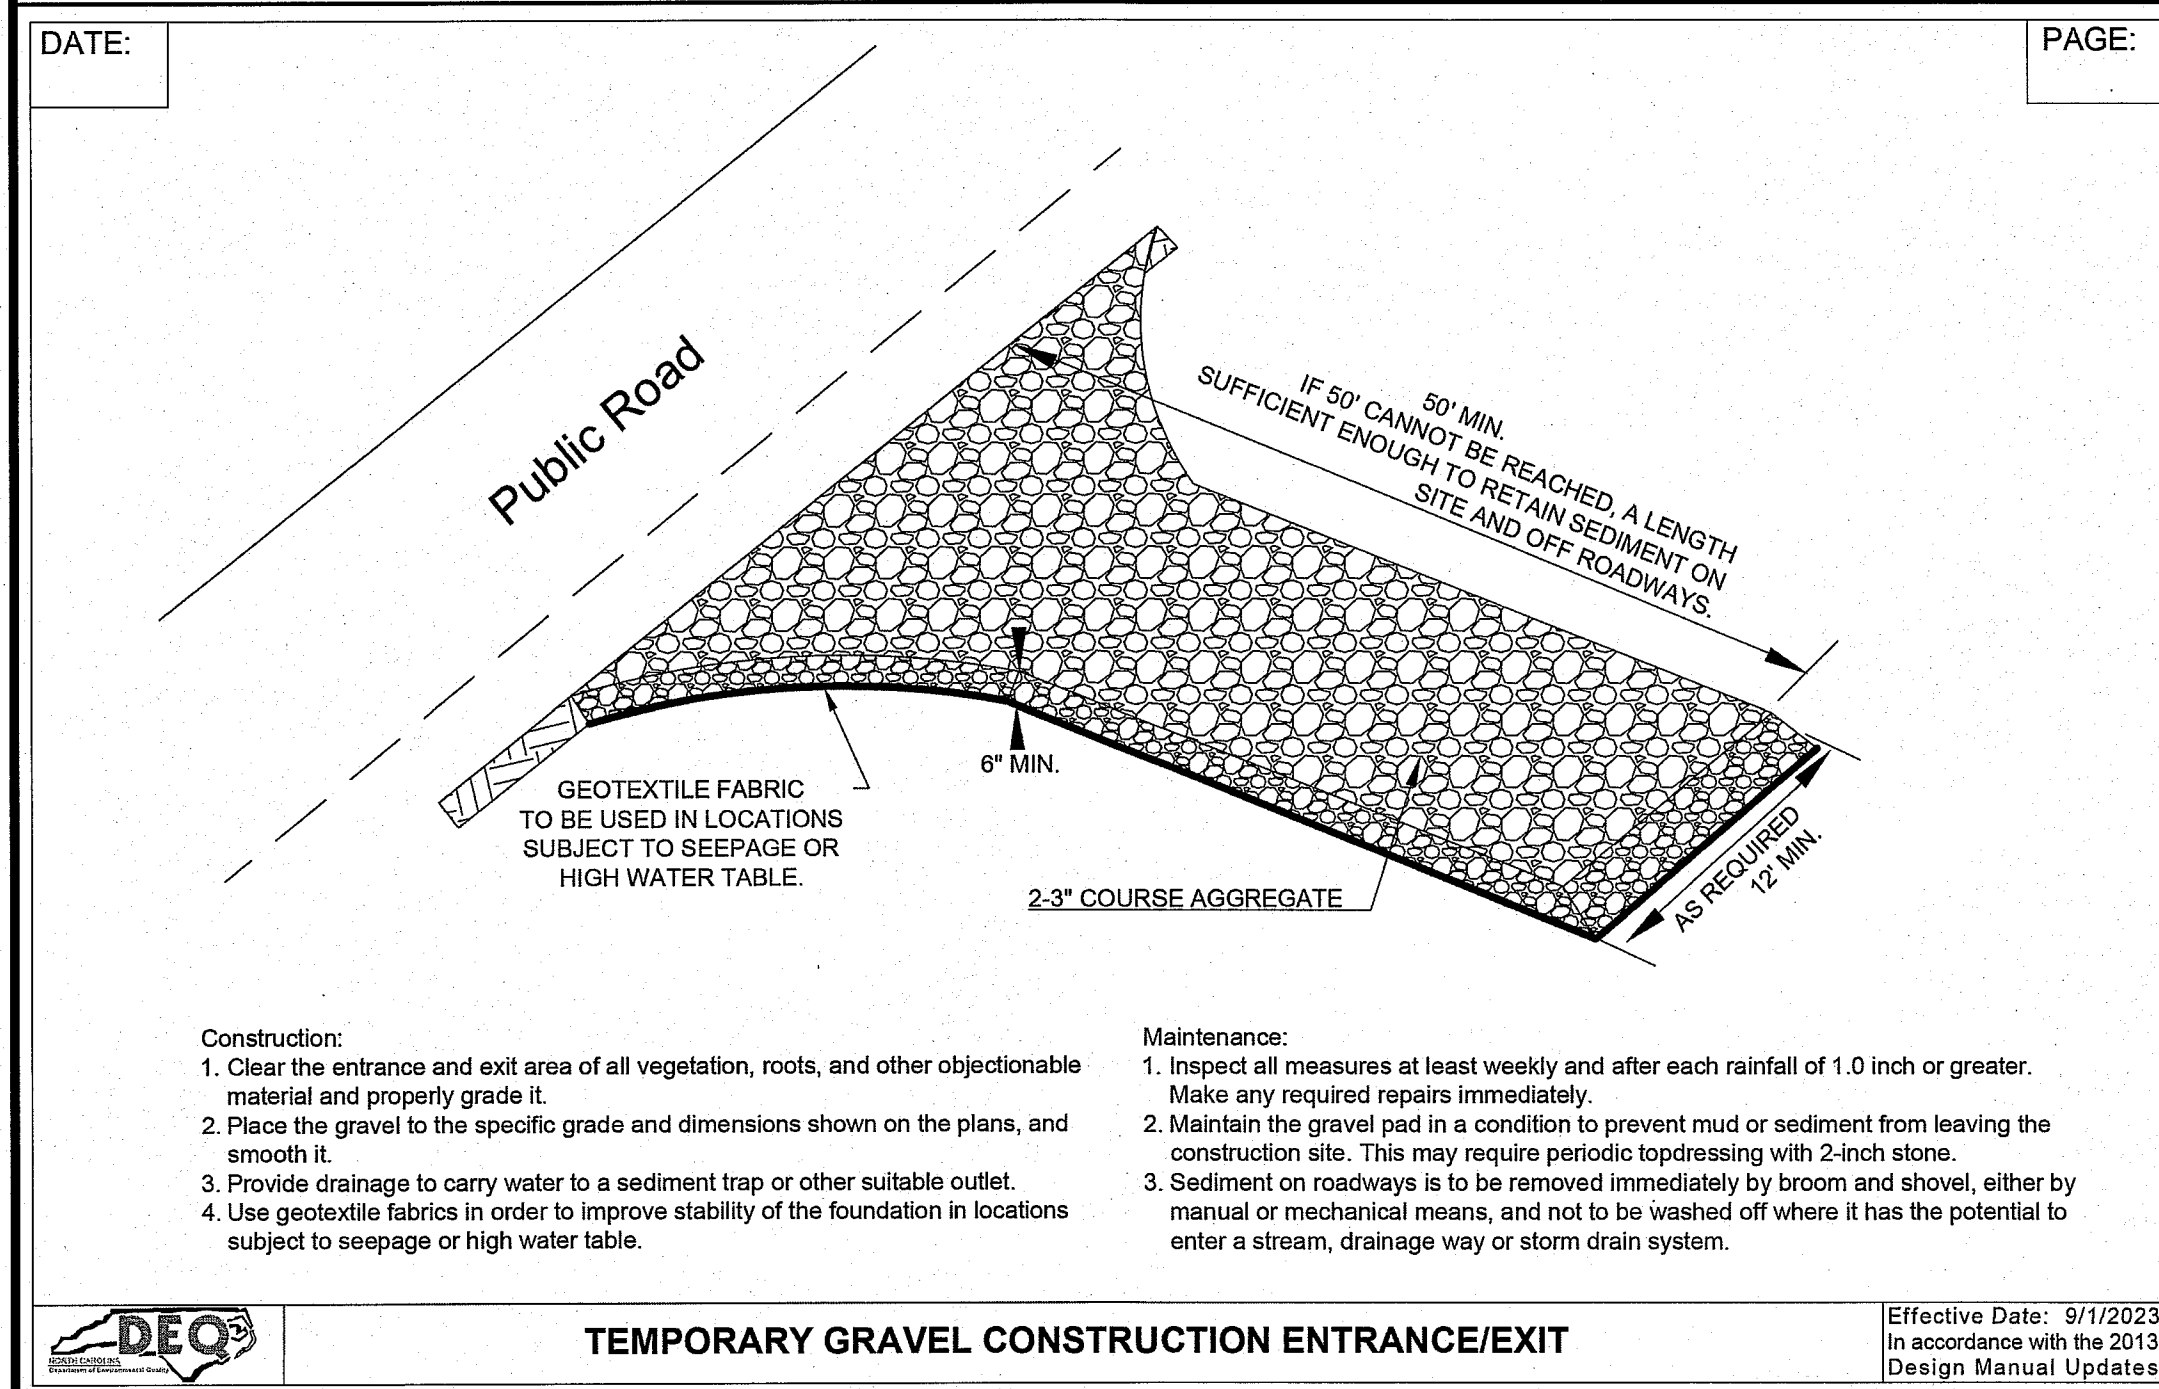 DATE:
PAGE:
Public Road
50' MIN.
IF 50' CANNOT BE REACHED, A LENGTH
SUFFICIENT ENOUGH TO RETAIN SEDIMENT ON
SITE AND OFF ROADWAYS.
6" MIN.
GEOTEXTILE FABRIC
TO BE USED IN LOCATIONS
SUBJECT TO SEEPAGE OR
HIGH WATER TABLE.
2-3" COURSE AGGREGATE
AS REQUIRED
12' MIN.
Construction:
1. Clear the entrance and exit area of all vegetation, roots, and other objectionable
material and properly grade it.
2. Place the gravel to the specific grade and dimensions shown on the plans, and
smooth it.
3. Provide drainage to carry water to a sediment trap or other suitable outlet.
4. Use geotextile fabrics in order to improve stability of the foundation in locations
subject to seepage or high water table.
Maintenance:
1. Inspect all measures at least weekly and after each rainfall of 1.0 inch or greater.
Make any required repairs immediately.
2. Maintain the gravel pad in a condition to prevent mud or sediment from leaving the
construction site. This may require periodic topdressing with 2-inch stone.
3. Sediment on roadways is to be removed immediately by broom and shovel, either by
manual or mechanical means, and not to be washed off where it has the potential to
enter a stream, drainage way or storm drain system.
DEQ
NORTH CAROLINA
Department of Environmental Quality
TEMPORARY GRAVEL CONSTRUCTION ENTRANCE/EXIT
Effective Date: 9/1/2023
In accordance with the 2013
Design Manual Updates